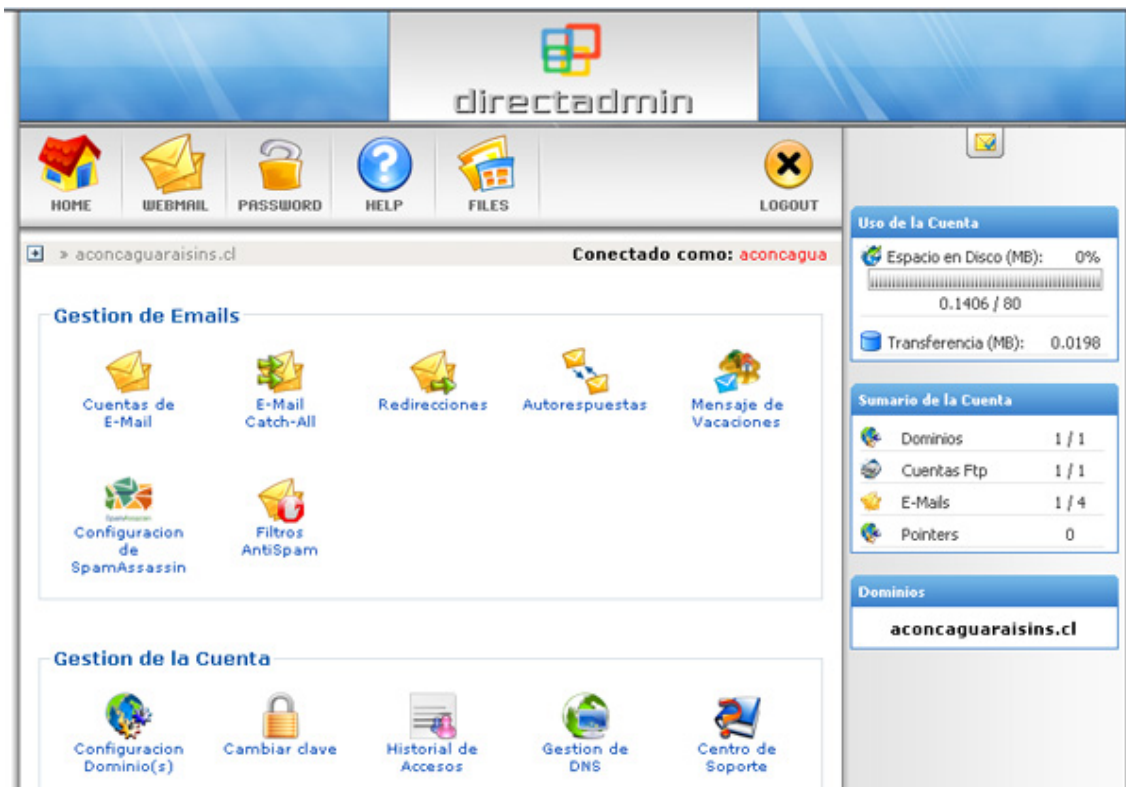 directadmin
HOME
WEBMAIL
PASSWORD
HELP
FILES
LOGOUT
» aconcaguaraisins.cl
Conectado como: aconcagua
Gestion de Emails
Cuentas de
E-Mail
E-Mail
Catch-All
Redirecciones
Autorespuestas
Mensaje de
Vacaciones
SpamAssassin
Configuracion
de
SpamAssassin
Filtros
AntiSpam
Gestion de la Cuenta
Configuracion
Dominio(s)
Cambiar clave
Historial de
Accesos
Gestion de
DNS
Centro de
Soporte
Uso de la Cuenta
Espacio en Disco (MB): 0%
0.1406 / 80
Transferencia (MB): 0.0198
Sumario de la Cuenta
Dominios 1 / 1
Cuentas Ftp 1 / 1
E-Mails 1 / 4
Pointers 0
Dominios
aconcaguaraisins.cl